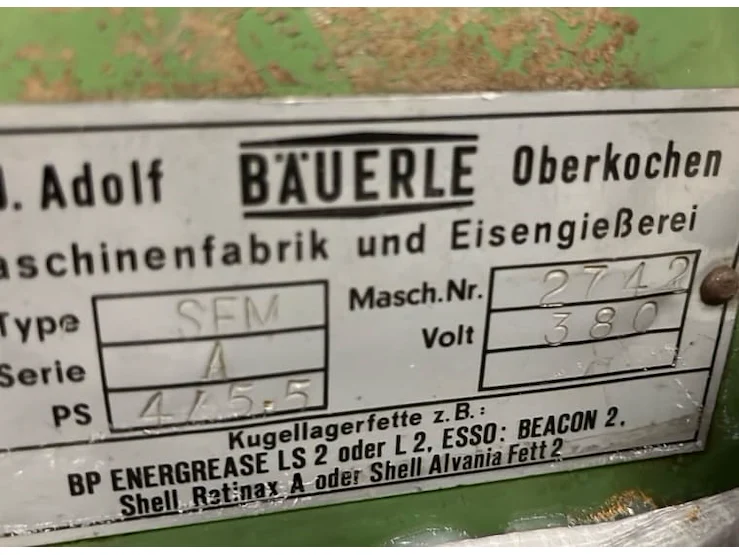 . Adolf BÄUERLE Oberkochen
aschinenfabrik und Eisengießerei
Type SFM Masch.Nr. 2742
Serie A Volt 380
PS 4/5.5
Kugellagerfette z.B.:
BP ENERGREASE LS 2 oder L 2, ESSO: BEACON 2.
Shell Retinax A oder Shell Alvania Fett 2